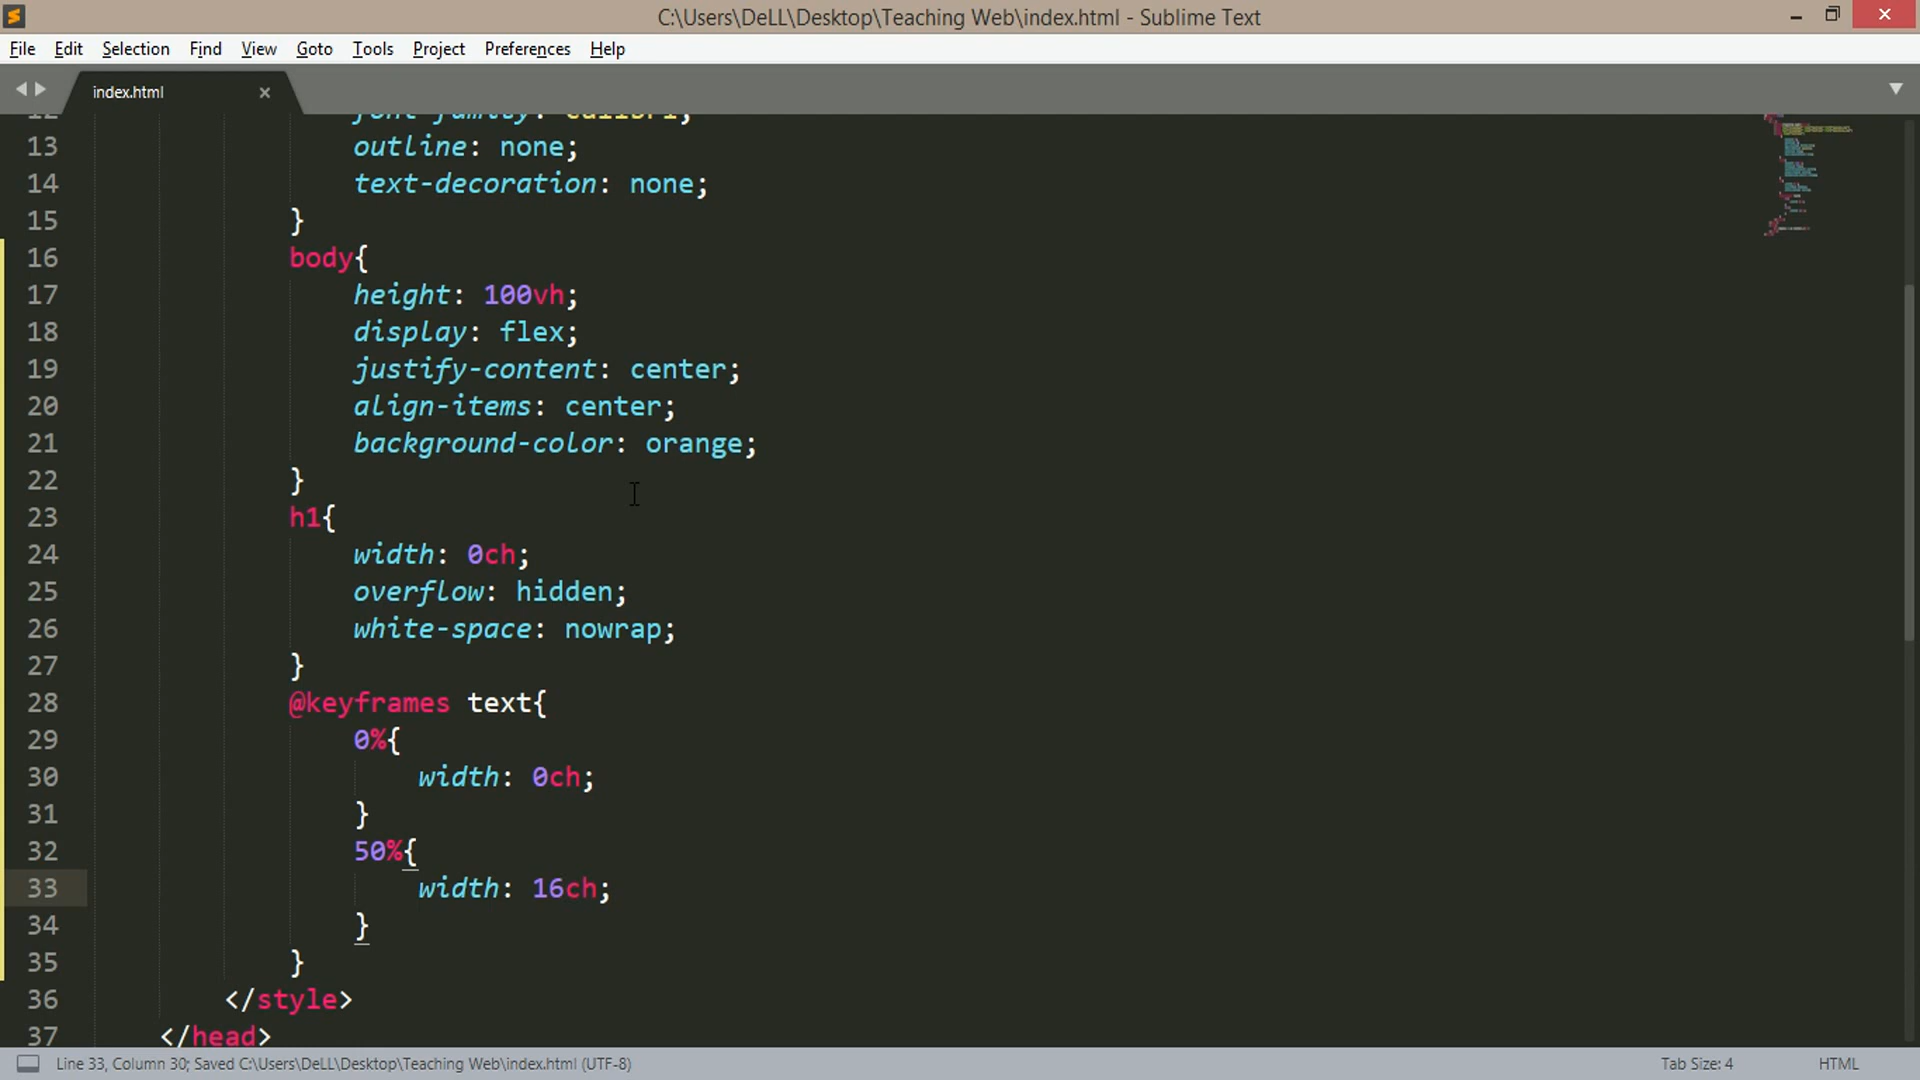 C:\Users\DeLL\Desktop\Teaching Web\index.html - Sublime Text
File Edit Selection Find View Goto Tools Project Preferences Help
index.html
12 font-family: calibri;
13 outline: none;
14 text-decoration: none;
15 }
16 body{
17 height: 100vh;
18 display: flex;
19 justify-content: center;
20 align-items: center;
21 background-color: orange;
22 }
23 h1{
24 width: 0ch;
25 overflow: hidden;
26 white-space: nowrap;
27 }
28 @keyframes text{
29 0%{
30 width: 0ch;
31 }
32 50%{
33 width: 16ch;
34 }
35 }
36 </style>
37 </head>
Line 33, Column 30; Saved C:\Users\DeLL\Desktop\Teaching Web\index.html (UTF-8)
Tab Size: 4
HTML